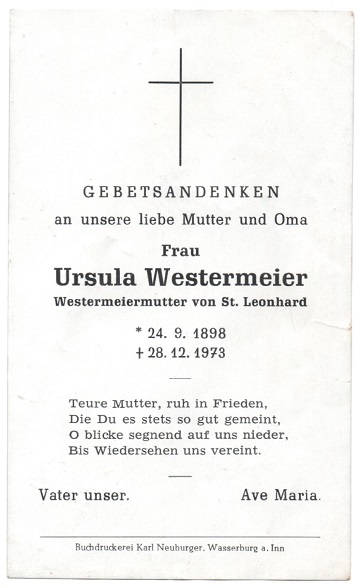 GEBETSANDENKEN
an unsere liebe Mutter und Oma
Frau
Ursula Westermeier
Westermeiermutter von St. Leonhard
* 24. 9. 1898
† 28. 12. 1973
Teure Mutter, ruh in Frieden,
Die Du es stets so gut gemeint,
O blicke segnend auf uns nieder,
Bis Wiedersehen uns vereint.
Vater unser. Ave Maria.
Buchdruckerei Karl Neuburger, Wasserburg a. Inn